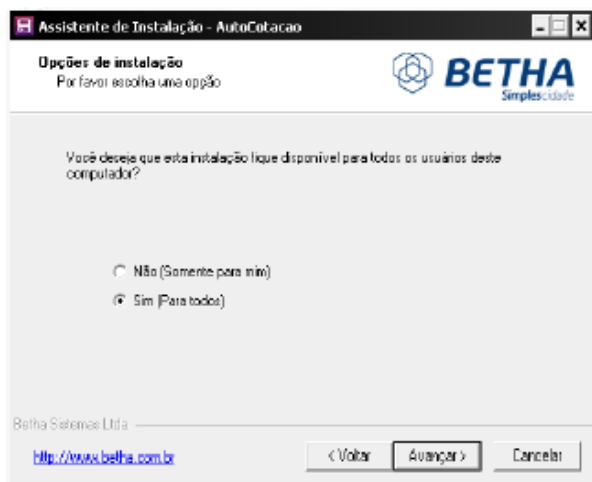 Assistente de Instalação - AutoCotacao
Opções de instalação
Por favor escolha uma opção
BETHA
Simplescidade
Você deseja que esta instalação fique disponível para todos os usuários deste
computador?
Não (Somente para mim)
Sim (Para todos)
Betha Sistemas Ltda
http://www.betha.com.br
< Voltar
Avançar >
Cancelar